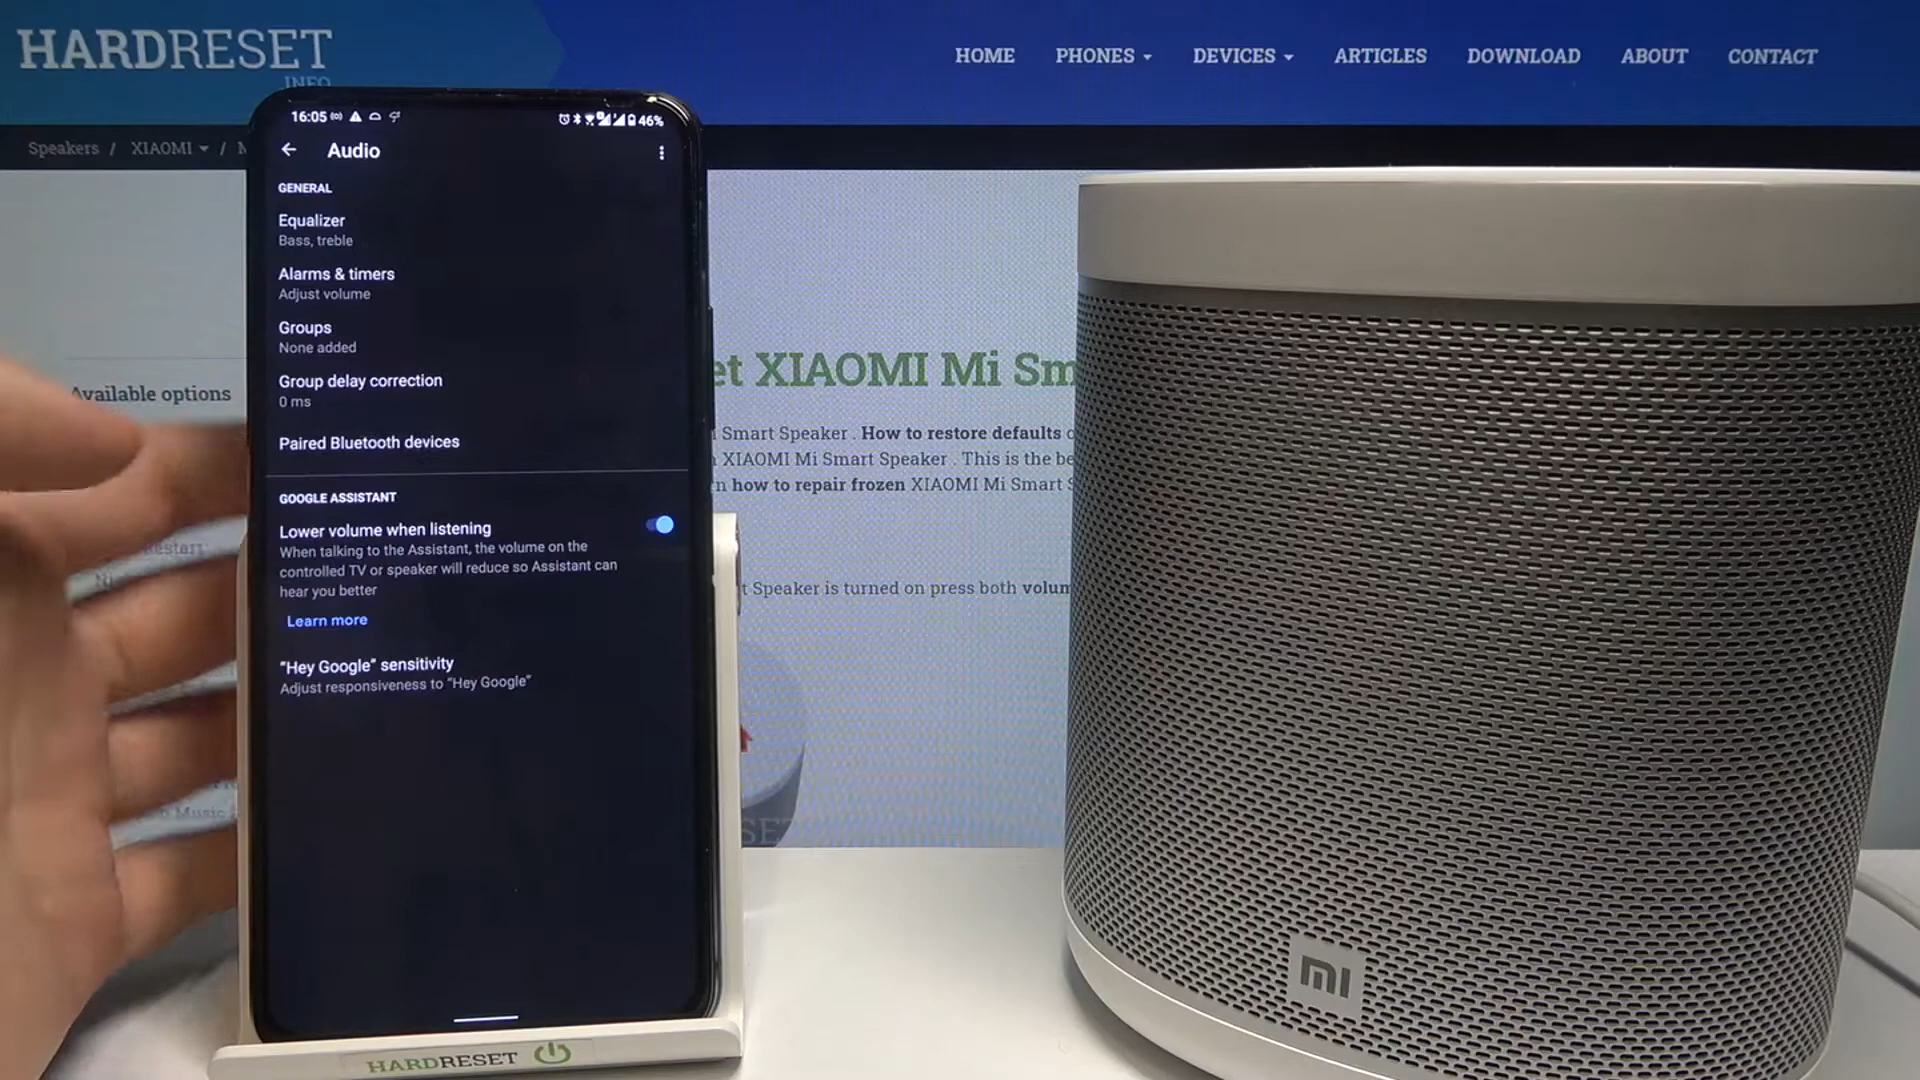 HARDRESET
INFO
HOME PHONES DEVICES ARTICLES DOWNLOAD ABOUT CONTACT
Speakers / XIAOMI /
16:05
46%
Audio
GENERAL
Equalizer
Bass, treble
Alarms & timers
Adjust volume
Groups
None added
Group delay correction
0 ms
Paired Bluetooth devices
GOOGLE ASSISTANT
Lower volume when listening
When talking to the Assistant, the volume on the
controlled TV or speaker will reduce so Assistant can
hear you better
Learn more
“Hey Google” sensitivity
Adjust responsiveness to “Hey Google”
Available options
et XIAOMI Mi Sm
Smart Speaker . How to restore defaults
XIAOMI Mi Smart Speaker . This is the be
how to repair frozen XIAOMI Mi Smart S
t Speaker is turned on press both volum
Music
HARDRESET
mi